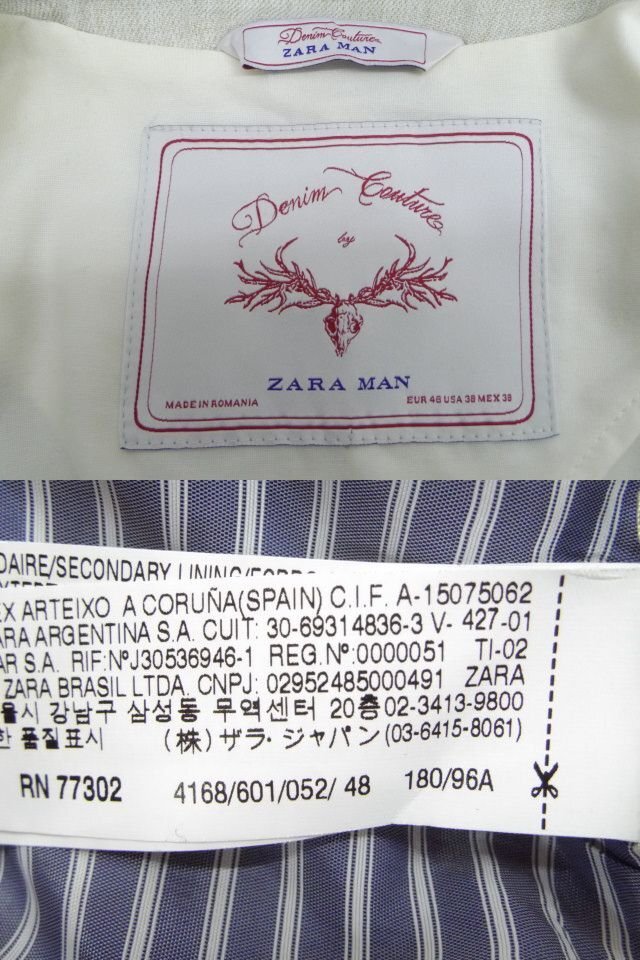 Denim Couture
ZARA MAN
Denim Couture
by
ZARA MAN
MADE IN ROMANIA
EUR 46 USA 38 MEX 38
DAIRE/SECONDARY LINING/
EX ARTEIXO A CORUÑA(SPAIN) C.I.F. A-15075062
ARA ARGENTINA S.A. CUIT: 30-69314836-3 V- 427-01
AR S.A. RIF:NºJ30536946-1 REG.Nº:0000051 TI-02
ZARA BRASIL LTDA. CNPJ: 02952485000491 ZARA
울시 강남구 삼성동 무역센터 20층 02-3413-9800
한 품질표시 (株) ザラ・ジャパン (03-6415-8061)
RN 77302 4168/601/052/ 48 180/96A